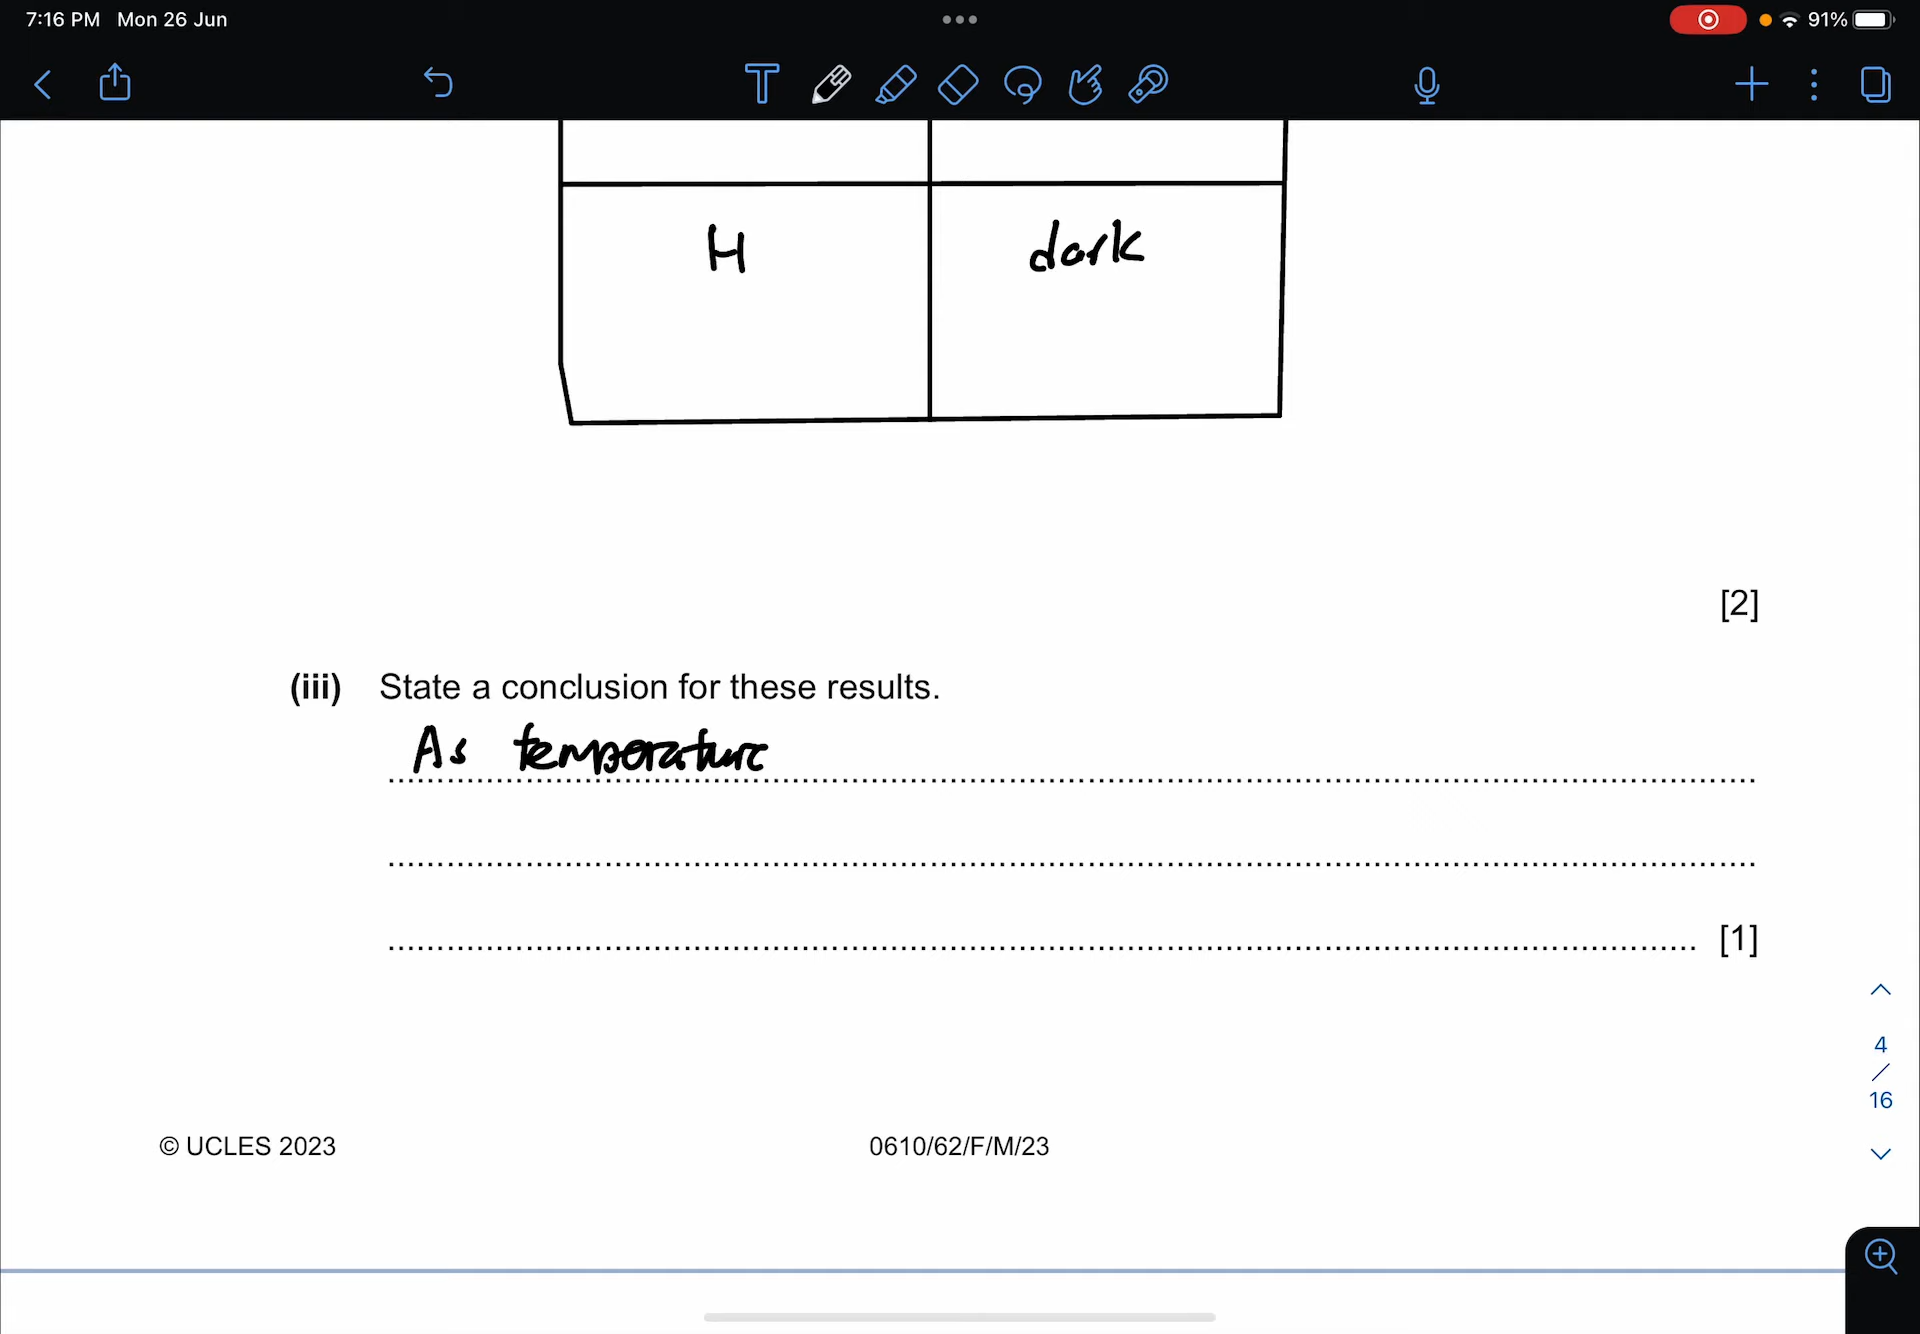 7:16 PM Mon 26 Jun
91%
H dark
[2]
(iii) State a conclusion for these results.
As temperature
[1]
4
/
16
© UCLES 2023
0610/62/F/M/23